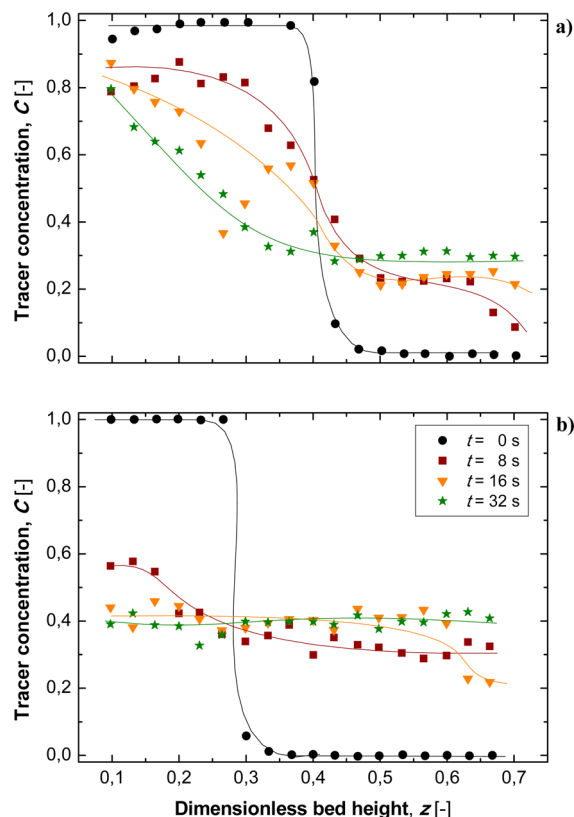 a)
Tracer concentration, C [-]
1,0
0,8
0,6
0,4
0,2
0,0
b)
Tracer concentration, C [-]
1,0
0,8
0,6
0,4
0,2
0,0
t = 0 s
t = 8 s
t = 16 s
t = 32 s
0,1 0,2 0,3 0,4 0,5 0,6 0,7
Dimensionless bed height, z [-]